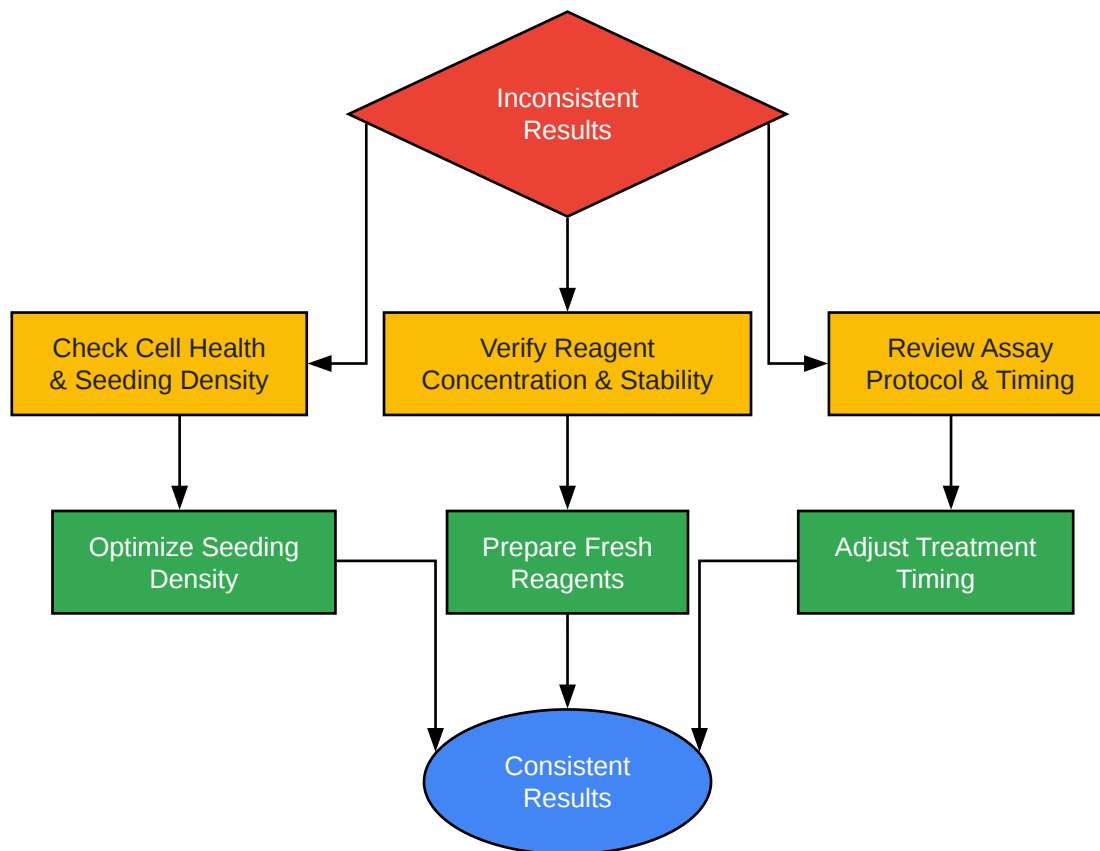 Inconsistent
Results
Check Cell Health
& Seeding Density
Verify Reagent
Concentration & Stability
Review Assay
Protocol & Timing
Optimize Seeding
Density
Prepare Fresh
Reagents
Adjust Treatment
Timing
Consistent
Results